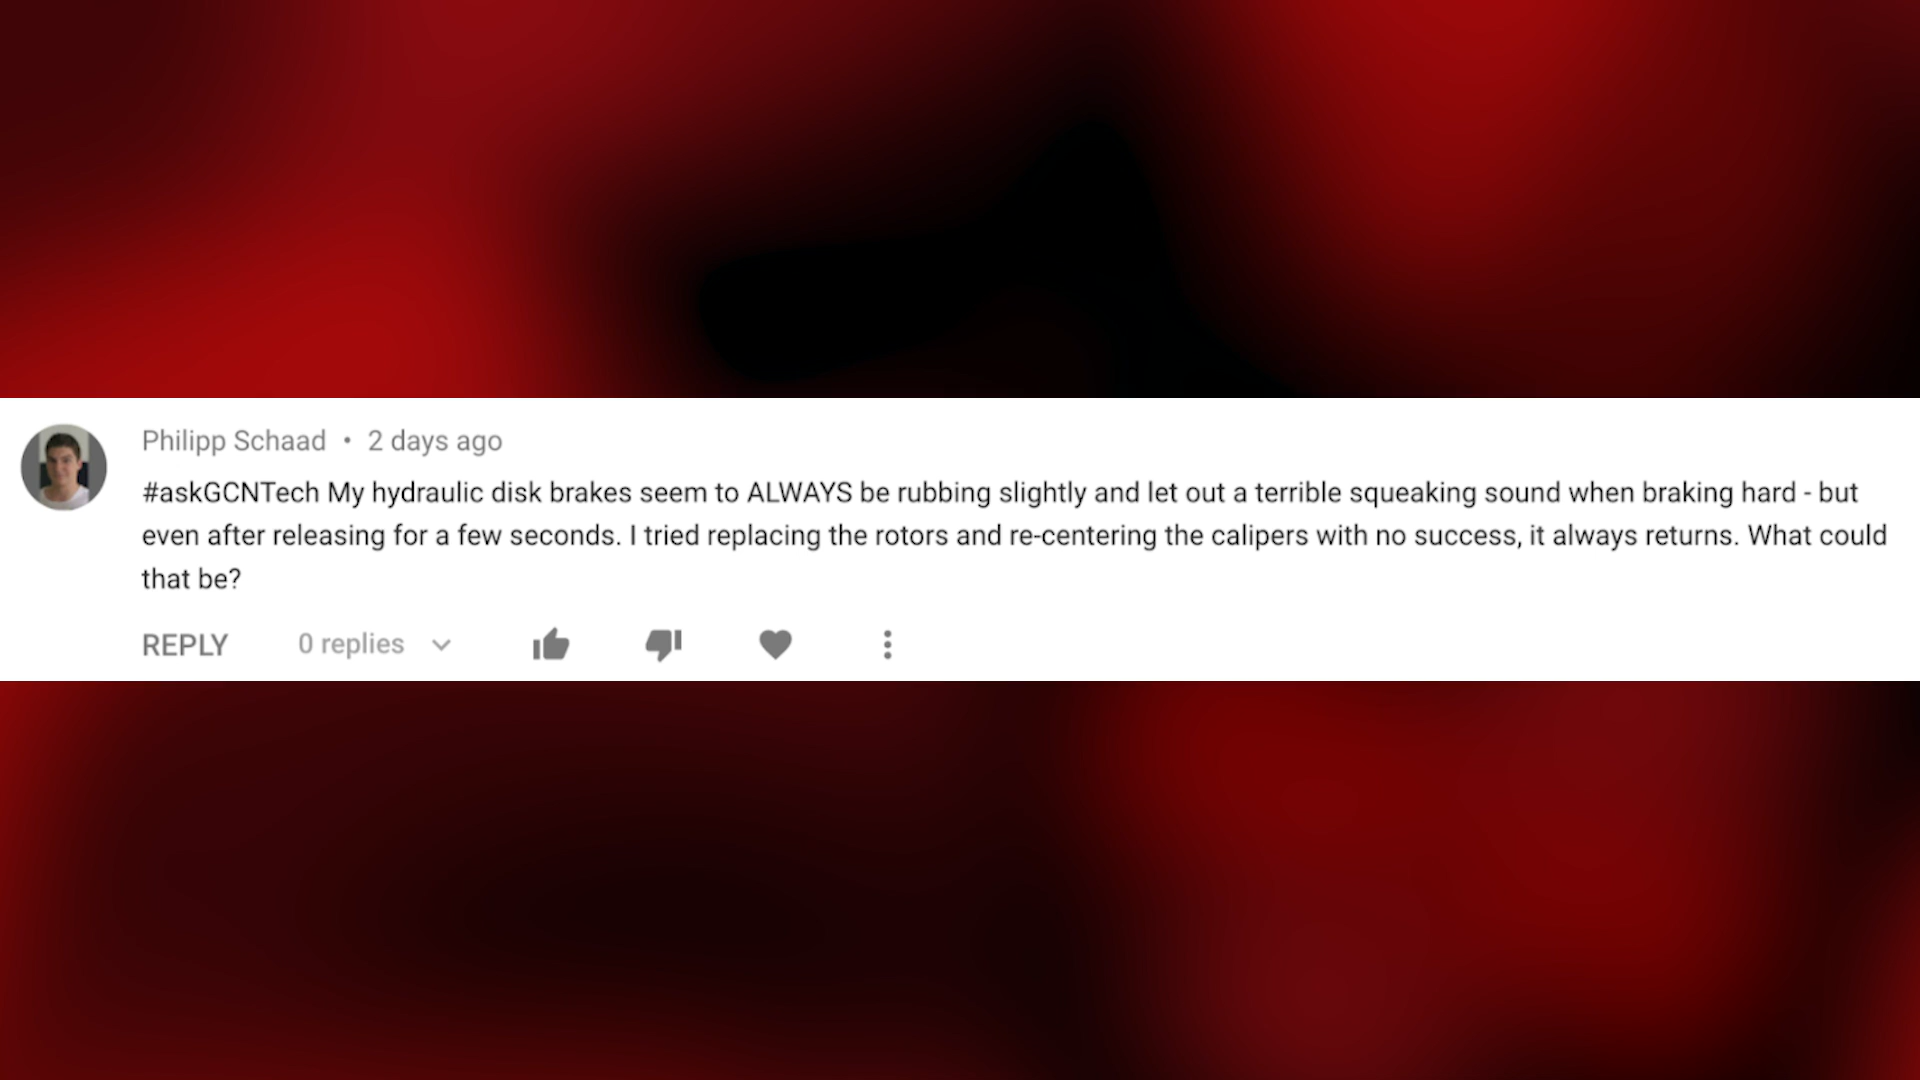 Philipp Schaad • 2 days ago
#askGCNTech My hydraulic disk brakes seem to ALWAYS be rubbing slightly and let out a terrible squeaking sound when braking hard - but
even after releasing for a few seconds. I tried replacing the rotors and re-centering the calipers with no success, it always returns. What could
that be?
REPLY 0 replies